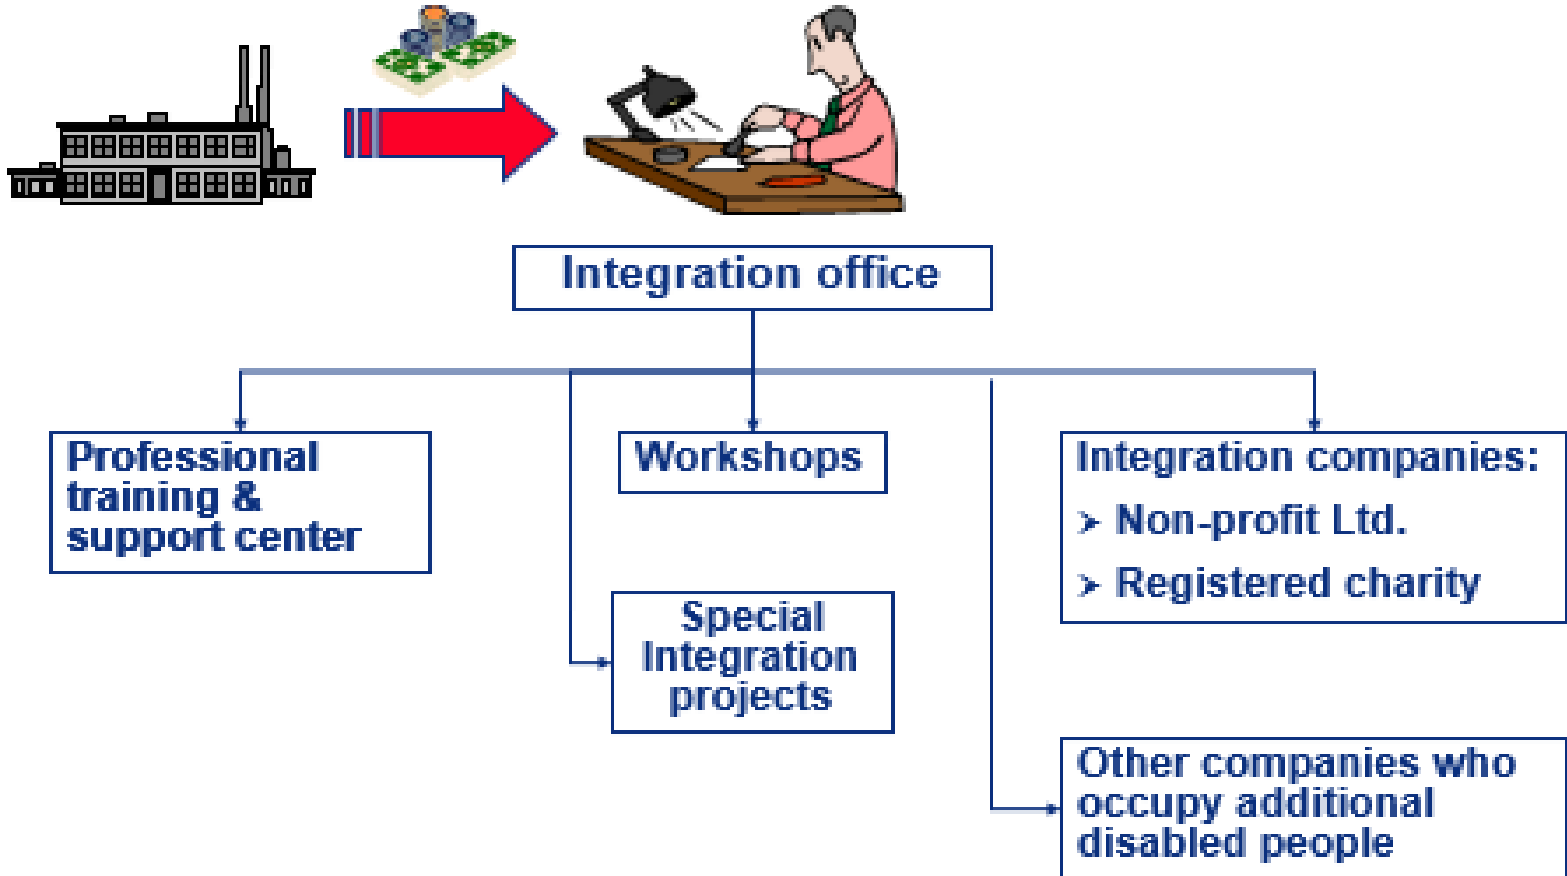 Integration office
Professional
training &
support center
Workshops
Integration companies:
➢ Non-profit Ltd.
➢ Registered charity
Special
Integration
projects
Other companies who
occupy additional
disabled people